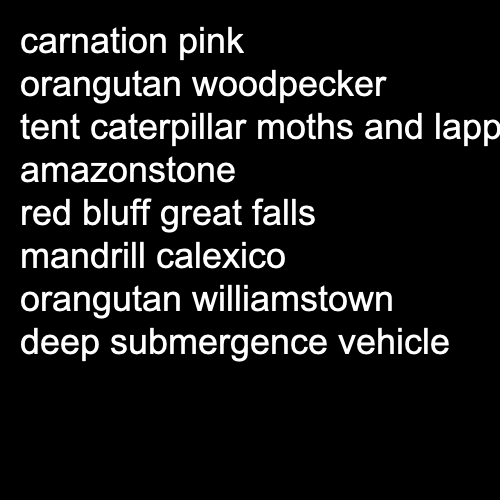 carnation pink
orangutan woodpecker
tent caterpillar moths and lapp
amazonstone
red bluff great falls
mandrill calexico
orangutan williamstown
deep submergence vehicle